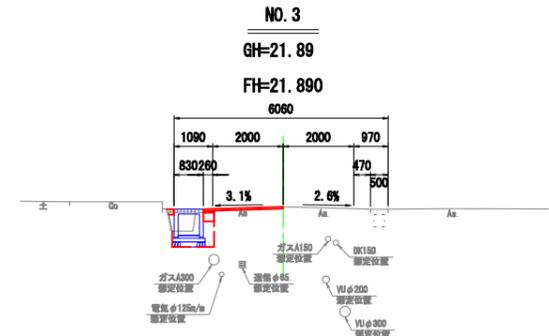 NO. 3
GH=21. 89
FH=21. 890
6060
1090 2000 2000 970
830 260 470
500
3. 1% 2. 6%
土 Co As As As
ガスA150 想定位置
DK150 想定位置
ガスA300 想定位置
通信φ65. 想定位置
VUφ200 想定位置
電気φ125m/m 想定位置
VUφ300 想定位置